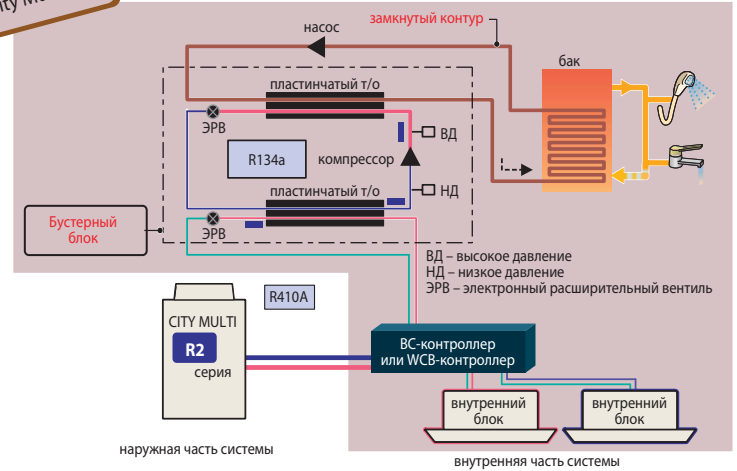 замкнутый контур
насос
бак
пластинчатый т/о
ЭРВ
ВД
R134a
компрессор
НД
пластинчатый т/о
ЭРВ
Бустерный
блок
ВД – высокое давление
НД – низкое давление
ЭРВ – электронный расширительный вентиль
R410A
CITY MULTI
R2
серия
ВС-контроллер
или WCB-контроллер
внутренний
блок
внутренний
блок
наружная часть системы
внутренняя часть системы